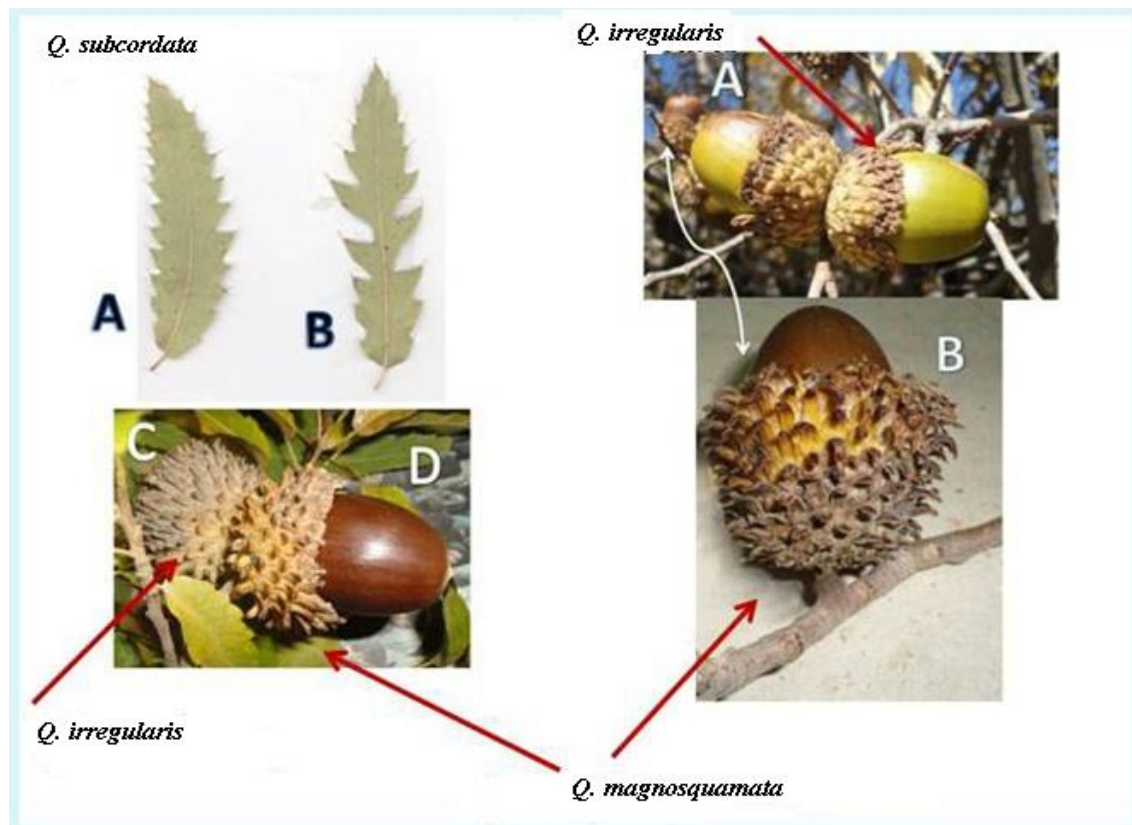 Q. subcordata
A
B
C
D
Q. irregularis
Q. irregularis
A
B
Q. magnosquamata